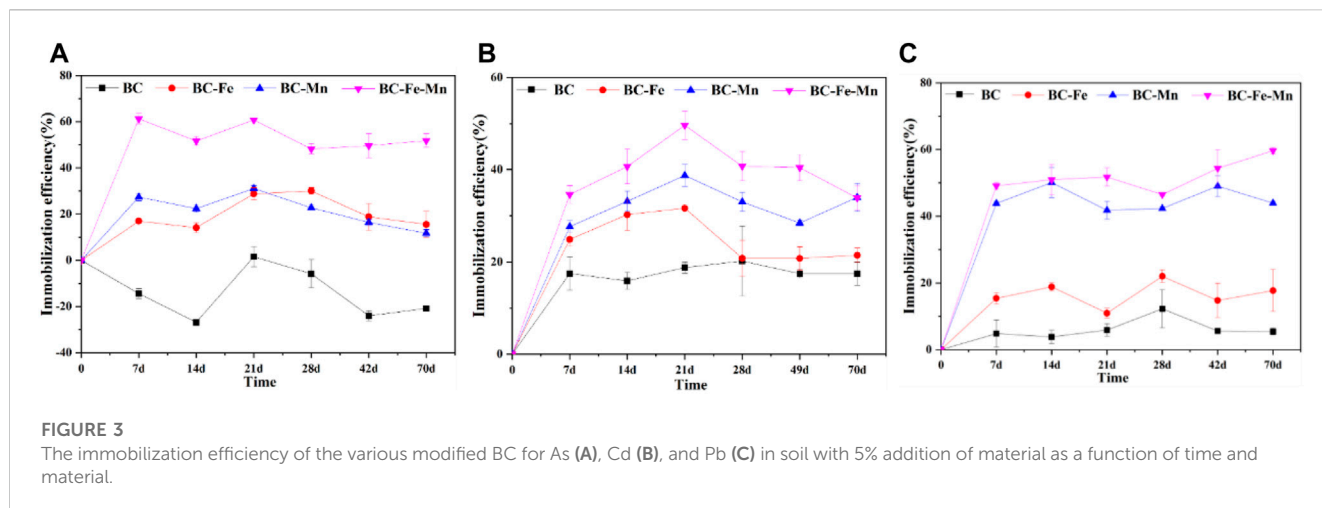 A
B
C
BC BC-Fe BC-Mn BC-Fe-Mn
80
60
40
20
0
-20
-40
Immobilization efficiency(%)
0 7d 14d 21d 28d 42d 70d
Time
BC BC-Fe BC-Mn BC-Fe-Mn
60
40
20
0
Immobilization efficiency(%)
0 7d 14d 21d 28d 49d 70d
Time
BC BC-Fe BC-Mn BC-Fe-Mn
80
60
40
20
0
Immobilization efficiency(%)
0 7d 14d 21d 28d 42d 70d
Time
FIGURE 3
The immobilization efficiency of the various modified BC for As (A), Cd (B), and Pb (C) in soil with 5% addition of material as a function of time and
material.